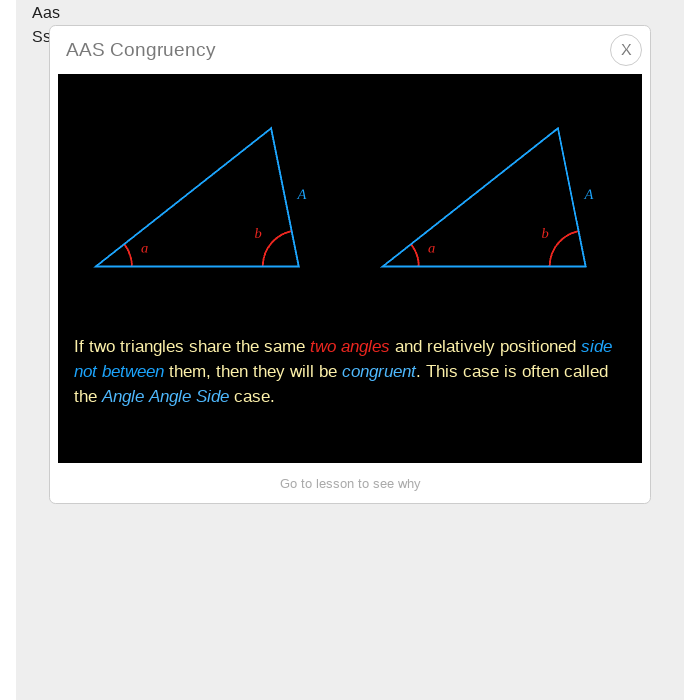 Aas
Ss
AAS Congruency
X
A
A
b
b
a
a
If two triangles share the same two angles and relatively positioned side
not between them, then they will be congruent. This case is often called
the Angle Angle Side case.
Go to lesson to see why